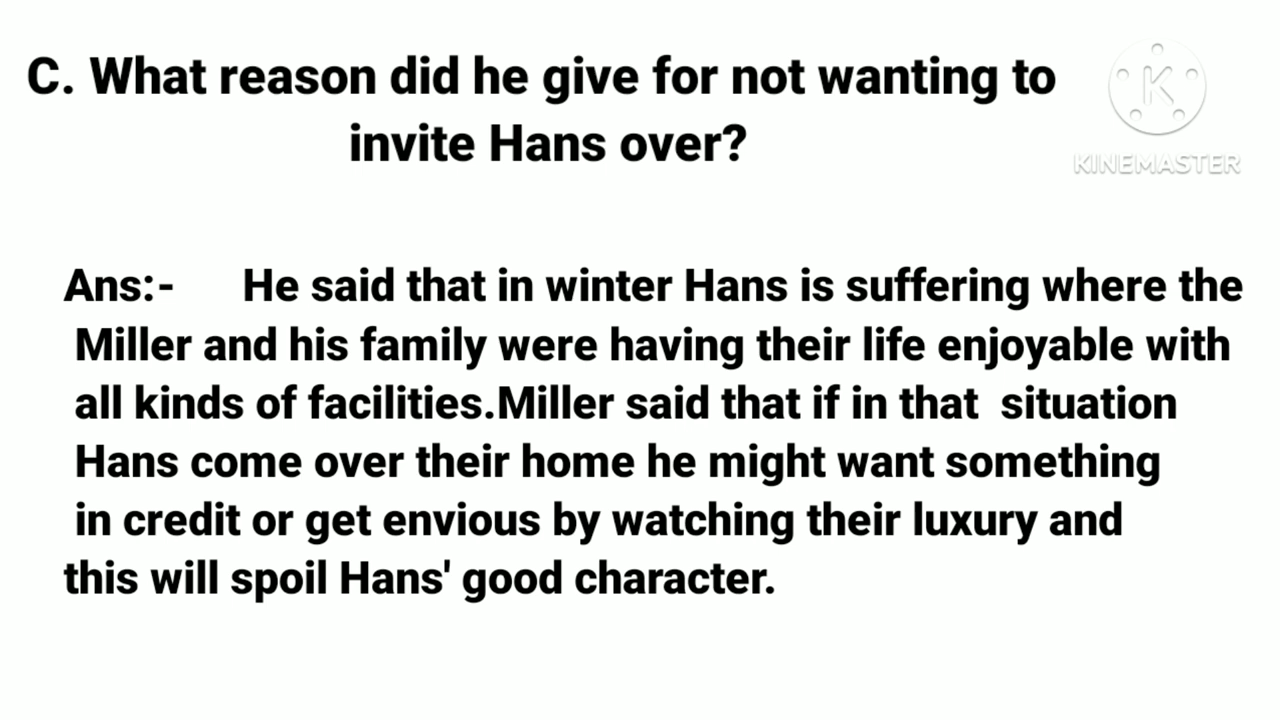 C. What reason did he give for not wanting to
invite Hans over?
K
KINEMASTER
Ans:- He said that in winter Hans is suffering where the
Miller and his family were having their life enjoyable with
all kinds of facilities.Miller said that if in that situation
Hans come over their home he might want something
in credit or get envious by watching their luxury and
this will spoil Hans' good character.